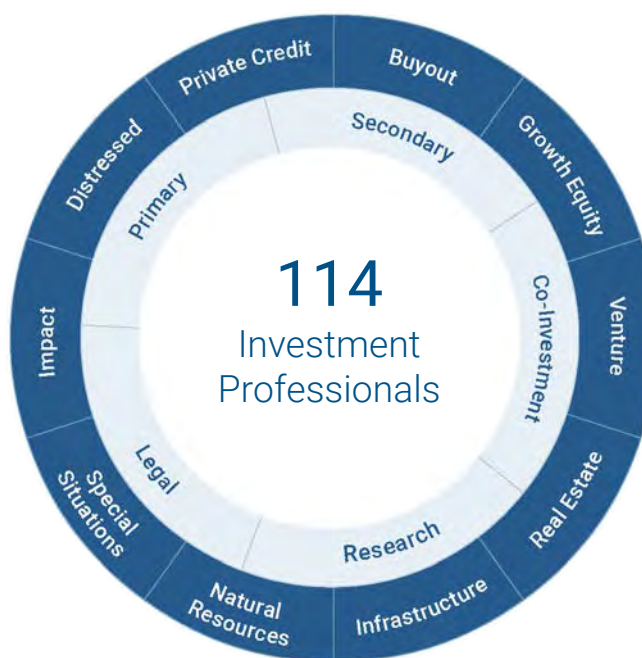 Private Credit
Buyout
Growth Equity
Venture
Real Estate
Infrastructure
Natural
Resources
Special
Situations
Impact
Distressed
Primary
Secondary
Co-Investment
Research
Legal
114
Investment
Professionals